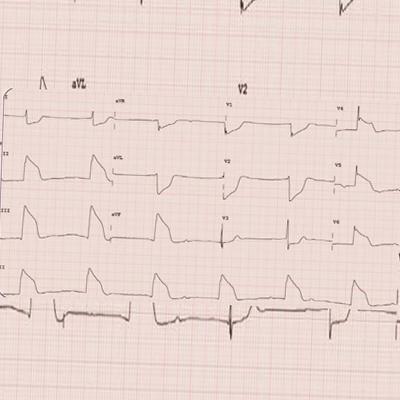 aVL V2
I aVR V1 V4
II aVL V2 V5
III aVF V3 V6
II